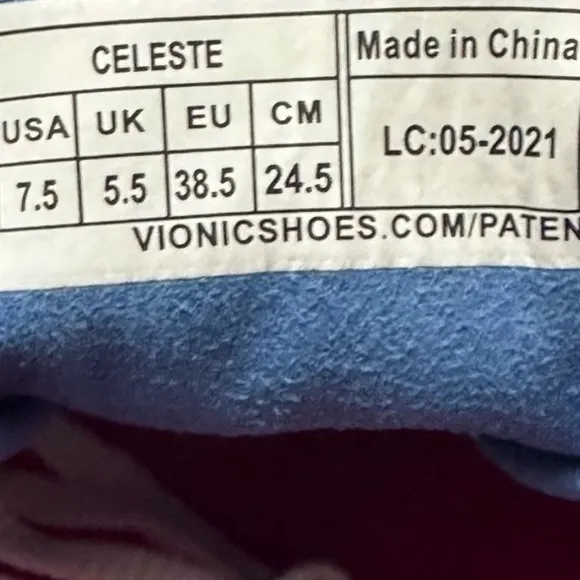 CELESTE
Made in China
USA UK EU CM
LC:05-2021
7.5 5.5 38.5 24.5
VIONICSHOES.COM/PATEN